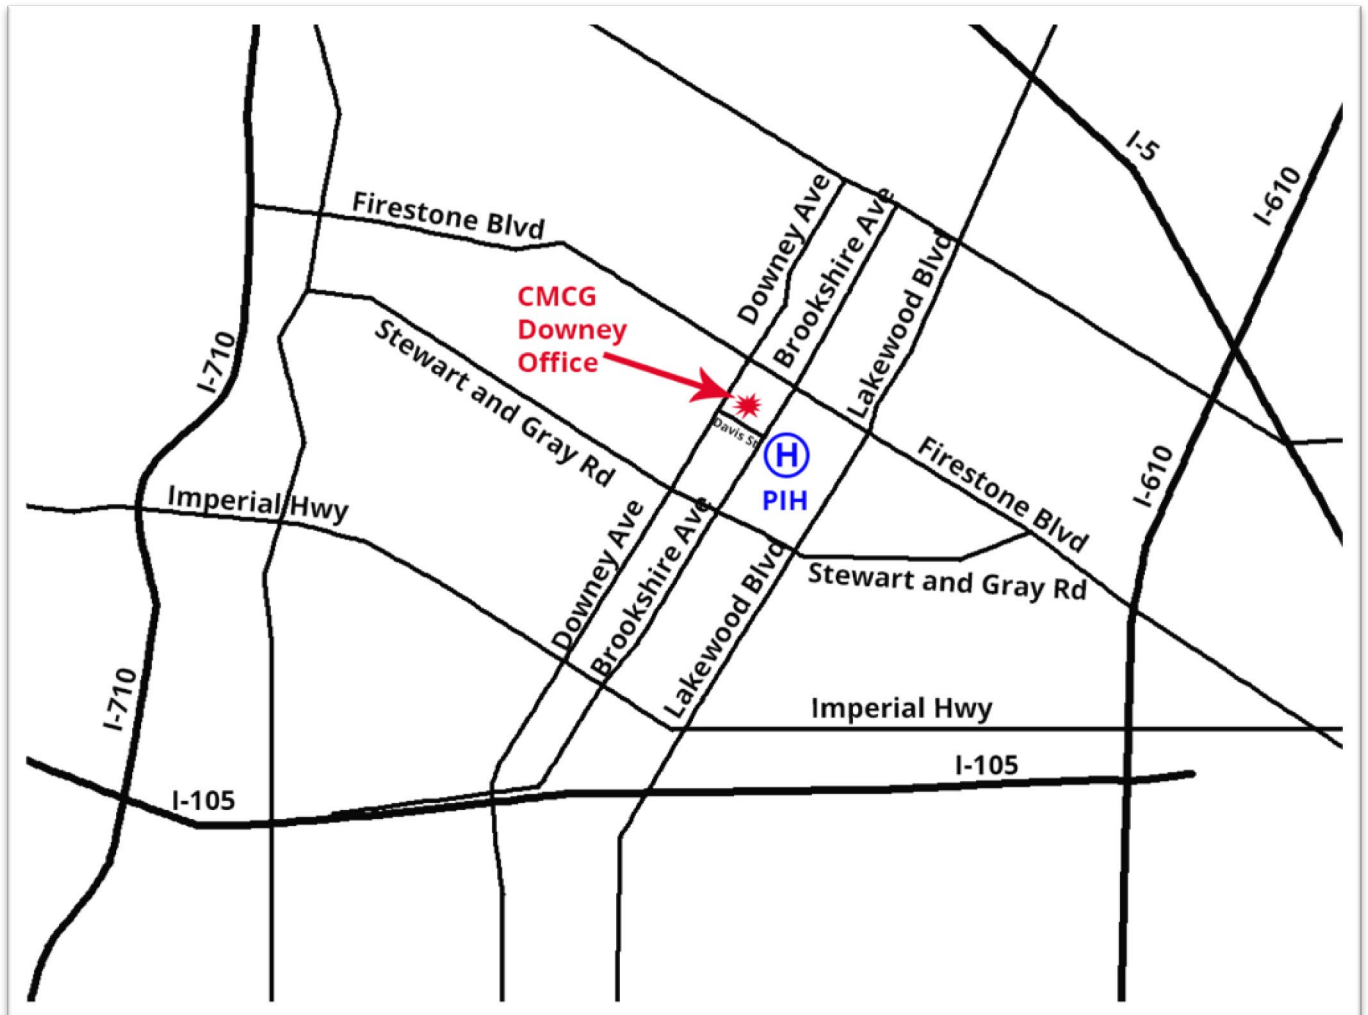 I-5
I-610
Firestone Blvd
Downey Ave
Brookshire Ave
Lakewood Blvd
CMCG
Downey
Office
I-710
Stewart and Gray Rd
Davis St
H
PIH
Firestone Blvd
I-610
Imperial Hwy
Downey Ave
Brookshire Ave
Lakewood Blvd
Stewart and Gray Rd
I-710
Imperial Hwy
I-105
I-105